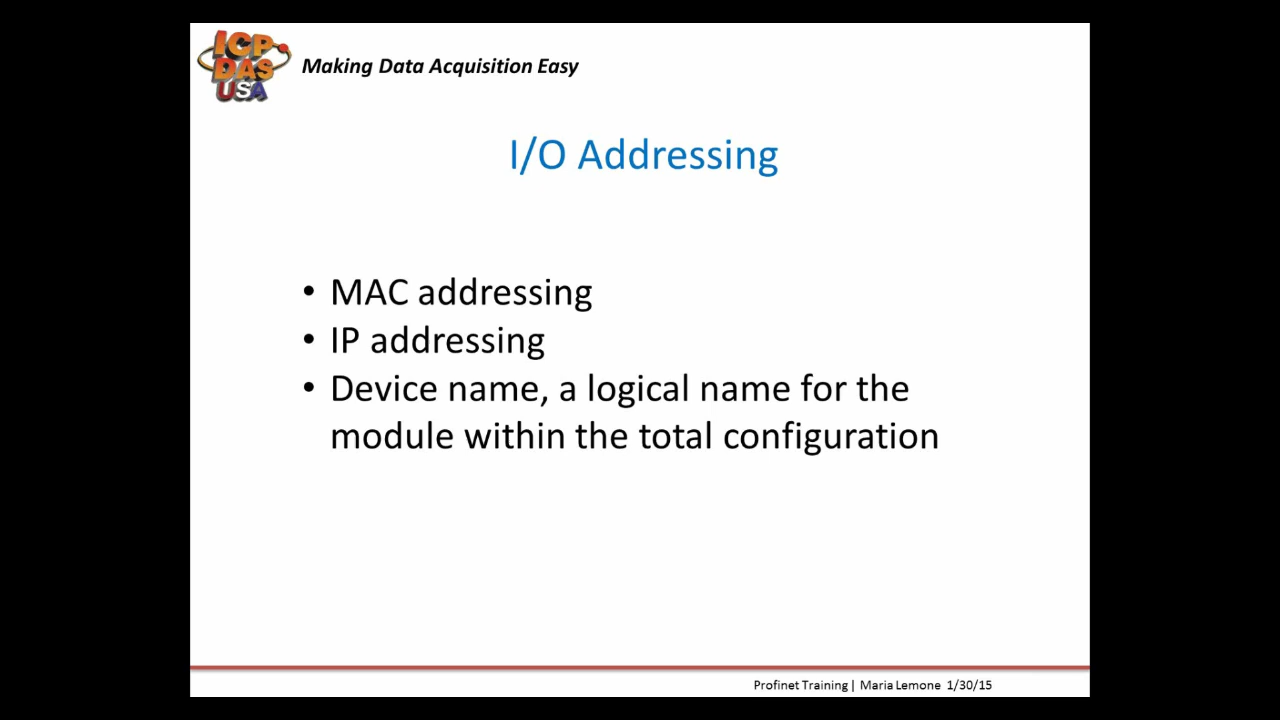 ICP
DAS
USA
Making Data Acquisition Easy
I/O Addressing
• MAC addressing
• IP addressing
• Device name, a logical name for the
module within the total configuration
Profinet Training | Maria Lemone 1/30/15